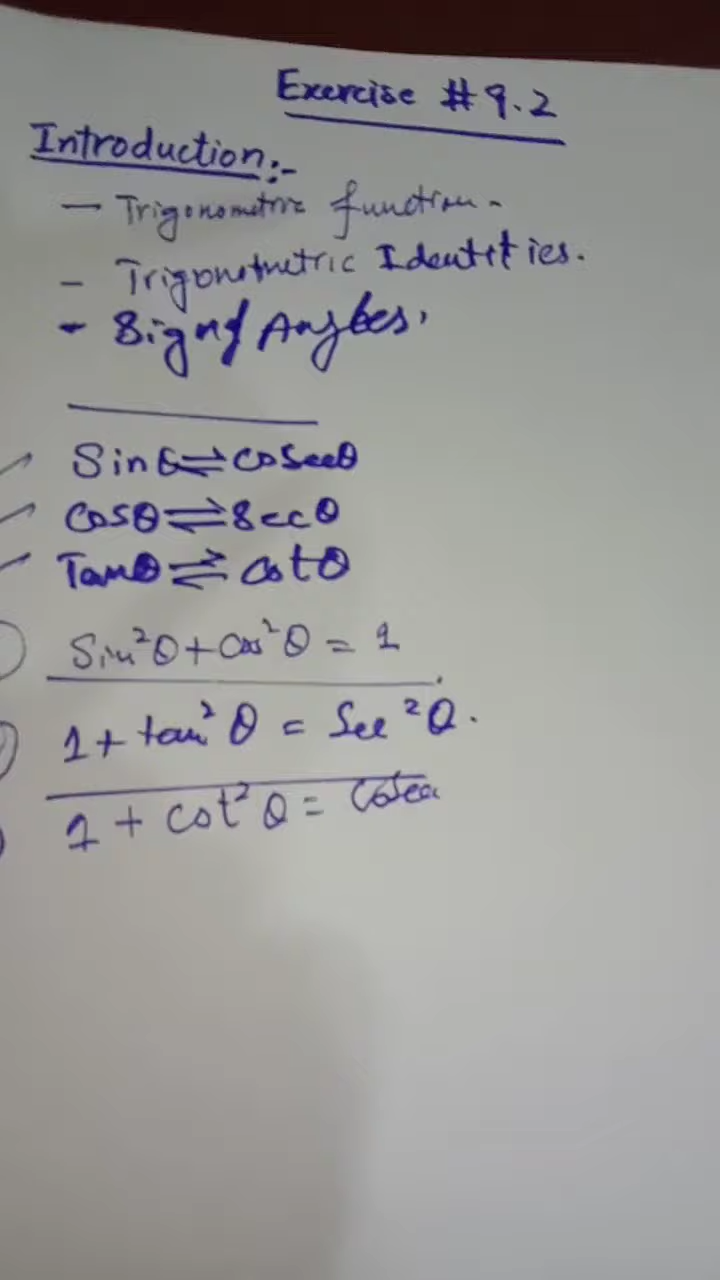 Exercise #9.2
Introduction:-
— Trigonometric function.
- Trigonometric Identities.
- Sign of Angles.
Sinθ⇌Cosecθ
Cosθ⇌Secθ
Tanθ⇌Cotθ
Sin²θ+Cos²θ = 1
1+tan²θ = Sec²θ.
1 + cot²θ = Cosec